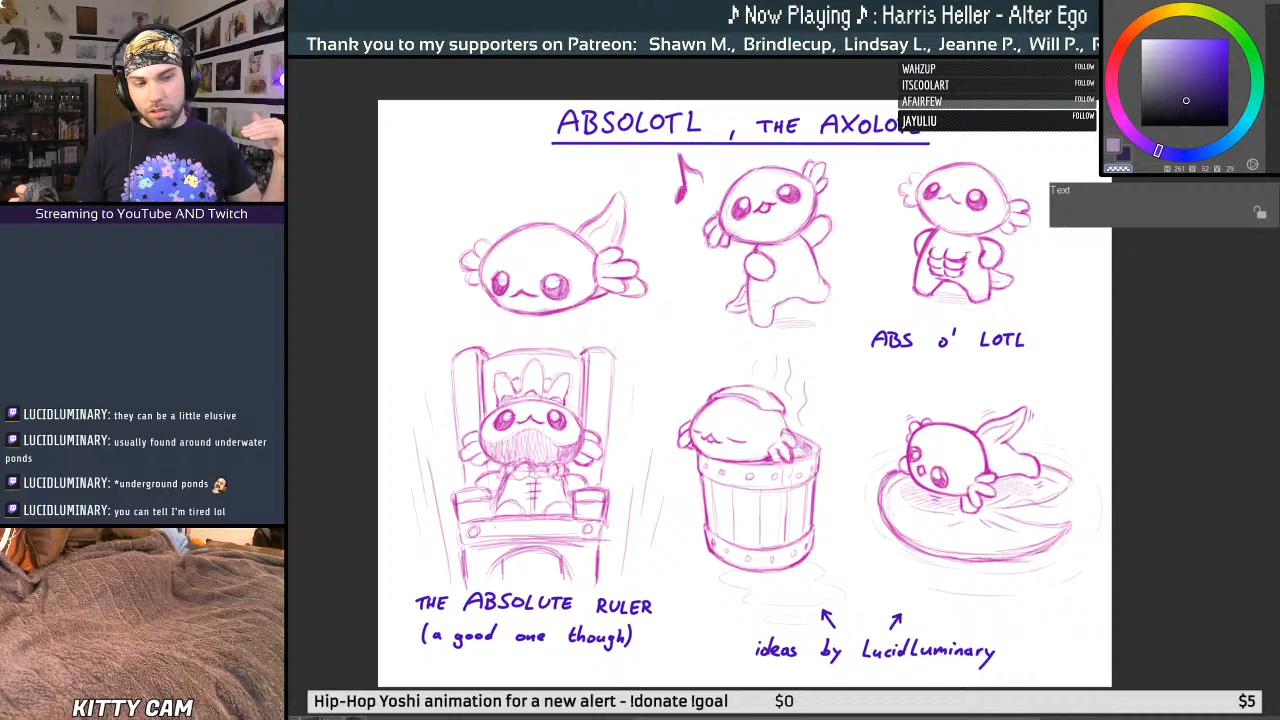 ♪ Now Playing ♪ : Harris Heller - Alter Ego
Thank you to my supporters on Patreon: Shawn M., Brindlecup, Lindsay L., Jeanne P., Will P.,
WAHZUP FOLLOW
ITSCOOLART FOLLOW
AFAIRFEW FOLLOW
JAYULIU FOLLOW
ABSOLOTL, THE
Text
Streaming to YouTube AND Twitch
ABS O' LOTL
LUCIDLUMINARY: they can be a little elusive
LUCIDLUMINARY: usually found around underwater
ponds
LUCIDLUMINARY: *underground ponds
LUCIDLUMINARY: you can tell I'm tired lol
THE ABSOLUTE RULER
(a good one though)
ideas by LucidLuminary
KITTY CAM
Hip-Hop Yoshi animation for a new alert - !donate !goal $0 $5